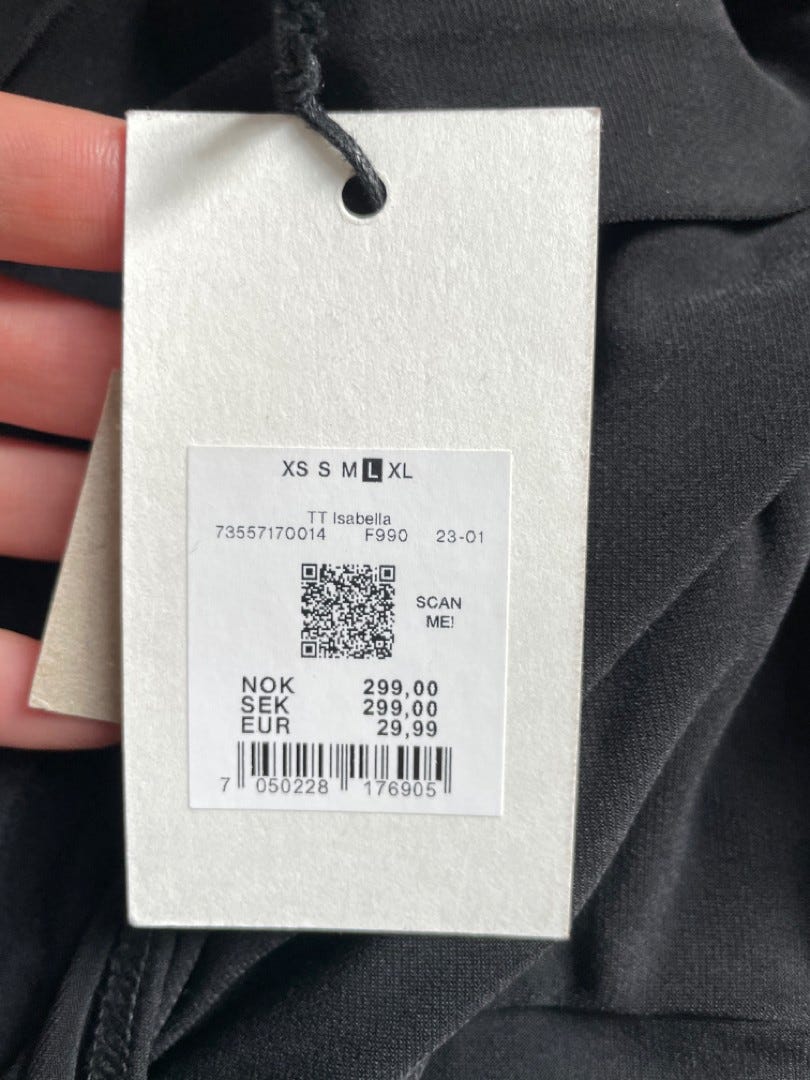 XS S M L XL
TT Isabella
73557170014 F990 23-01
SCAN
ME!
NOK 299,00
SEK 299,00
EUR 29,99
7 050228 176905